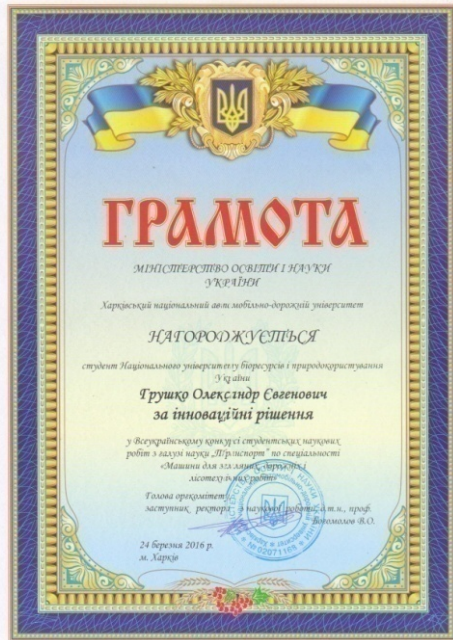 ГРАМОТА
МІНІСТЕРСТВО ОСВІТИ І НАУКИ
УКРАЇНИ
Харківський національний автомобільно-дорожній університет
НАГОРОДЖУЄТЬСЯ
студент Національного університету біоресурсів і природокористування
України
Грушко Олександр Євгенович
за інноваційні рішення
у Всеукраїнському конкурсі студентських наукових
робіт з галузі науки „Транспорт” по спеціальності
«Машини для земляних, дорожніх і
лісотехнічних робіт»
Голова оргкомітету,
заступник ректора з наукової роботи, д.т.н., проф.
Богомолов В.О.
24 березня 2016 р.
м. Харків
№02071168